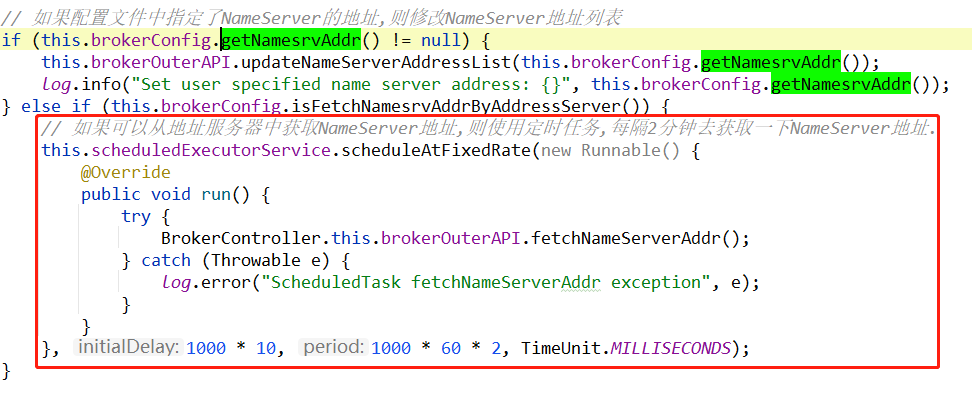 // 如果配置文件中指定了NameServer的地址,则修改NameServer地址列表
if (this.brokerConfig.getNamesrvAddr() != null) {
    this.brokerOuterAPI.updateNameServerAddressList(this.brokerConfig.getNamesrvAddr());
    Log.info("Set user specified name server address: {}", this.brokerConfig.getNamesrvAddr());
} else if (this.brokerConfig.isFetchNamesrvAddrByAddressServer()) {
    // 如果可以从地址服务器中获取NameServer地址,则使用定时任务,每隔2分钟去获取一下NameServer地址.
    this.scheduledExecutorService.scheduleAtFixedRate(new Runnable() {
        @Override
        public void run() {
            try {
                BrokerController.this.brokerOuterAPI.fetchNameServerAddr();
            } catch (Throwable e) {
                Log.error("ScheduledTask fetchNameServerAddr exception", e);
            }
        }
    }, initialDelay: 1000 * 10, period: 1000 * 60 * 2, TimeUnit.MILLISECONDS);
}